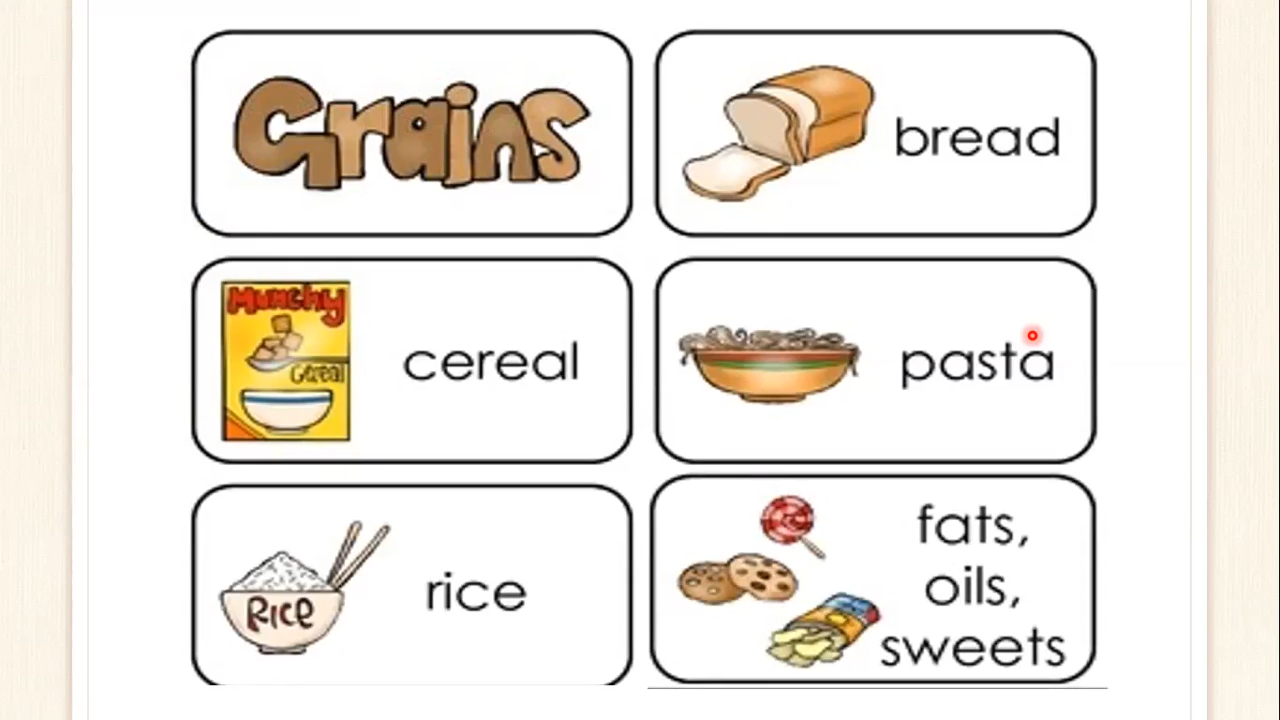 Grains
bread
Munchy
Cereal
cereal
pasta
RICE
rice
fats,
oils,
sweets